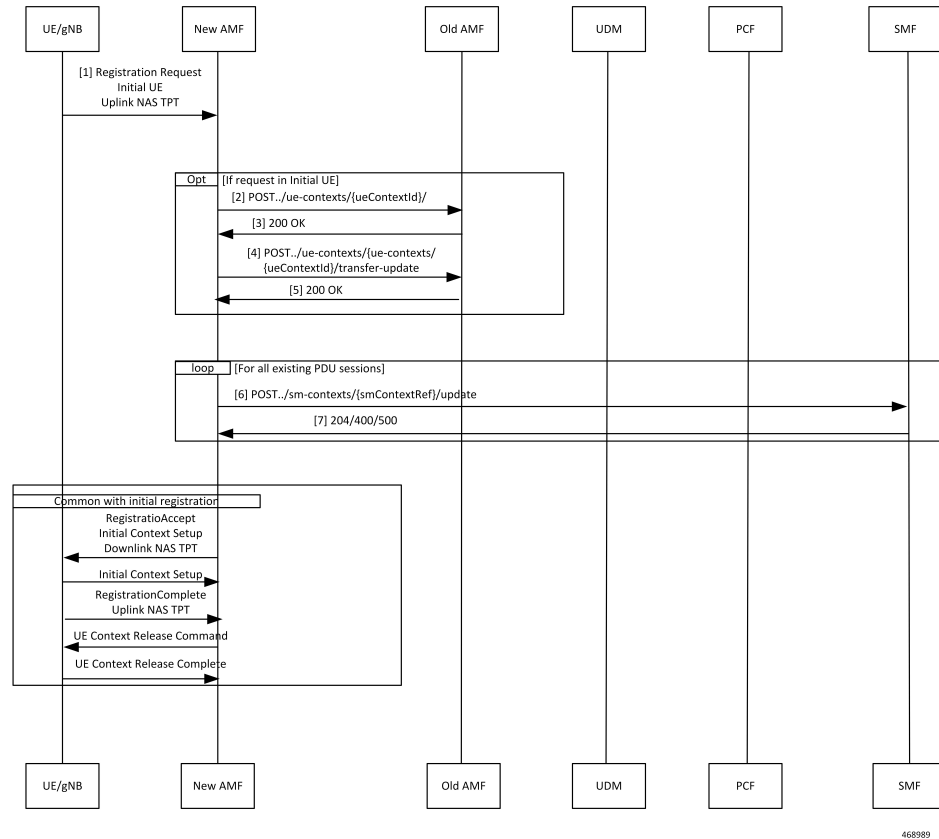 UE/gNB
New AMF
Old AMF
UDM
PCF
SMF
[1] Registration Request
Initial UE
Uplink NAS TPT
Opt
[If request in Initial UE]
[2] POST../ue-contexts/{ueContextId}/
[3] 200 OK
[4] POST../ue-contexts/{ue-contexts/
{ueContextId}/transfer-update
[5] 200 OK
loop
[For all existing PDU sessions]
[6] POST../sm-contexts/{smContextRef}/update
[7] 204/400/500
Common with initial registration
RegistratioAccept
Initial Context Setup
Downlink NAS TPT
Initial Context Setup
RegistrationComplete
Uplink NAS TPT
UE Context Release Command
UE Context Release Complete
UE/gNB
New AMF
Old AMF
UDM
PCF
SMF
468989